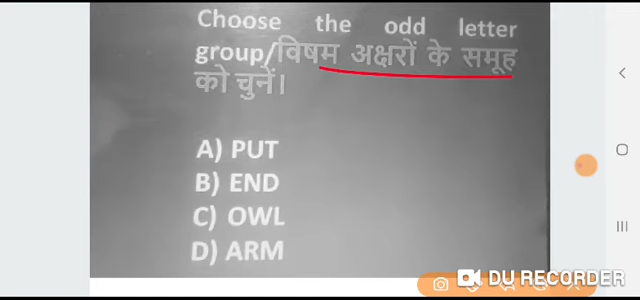 Choose the odd letter
group/विषम अक्षरों के समूह
को चुनें।
A) PUT
B) END
C) OWL
D) ARM
DU RECORDER